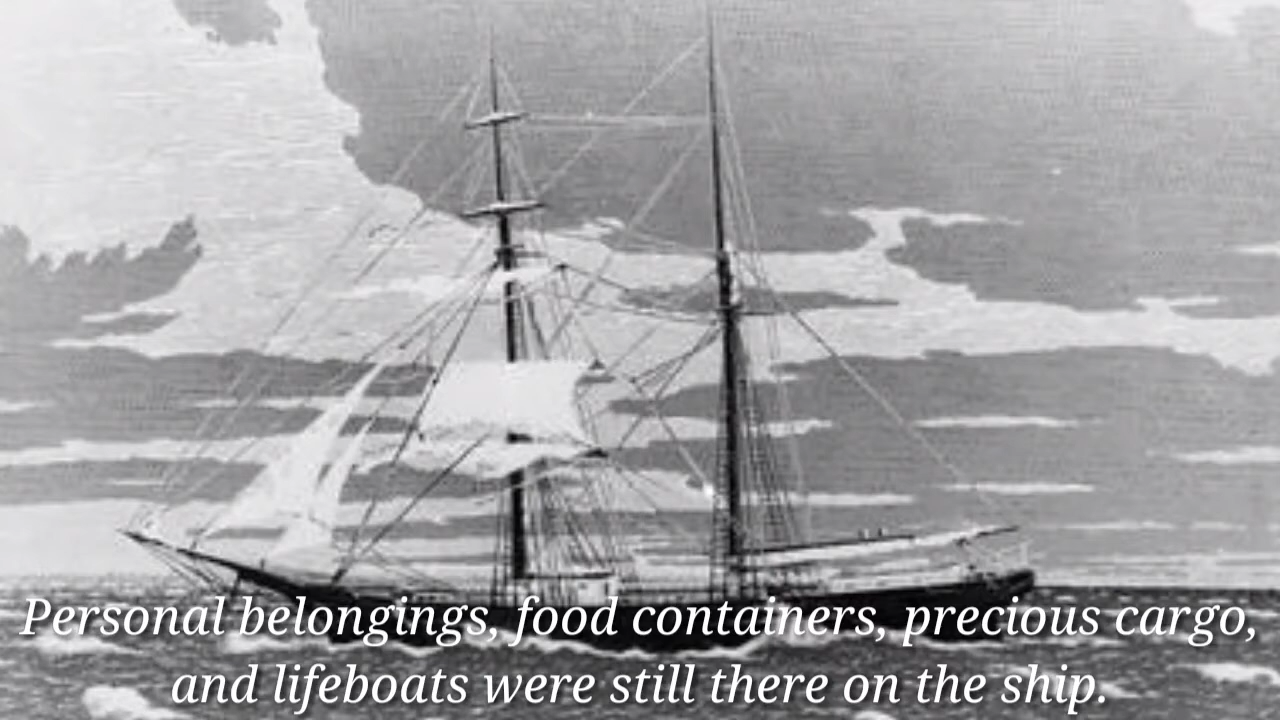 Personal belongings, food containers, precious cargo,
and lifeboats were still there on the ship.